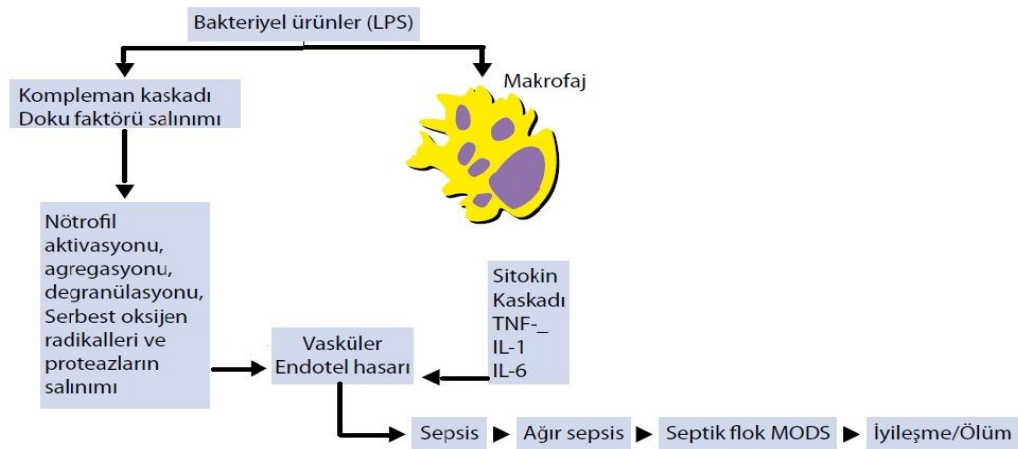 Bakteriyel ürünler (LPS)
Kompleman kaskadı
Doku faktörü salınımı
Makrofaj
Nötrofil
aktivasyonu,
agregasyonu,
degranülasyonu,
Serbest oksijen
radikalleri ve
proteazların
salınımı
Sitokin
Kaskadı
TNF-_
IL-1
IL-6
Vasküler
Endotel hasarı
Sepsis
Ağır sepsis
Septik flok MODS
İyileşme/Ölüm